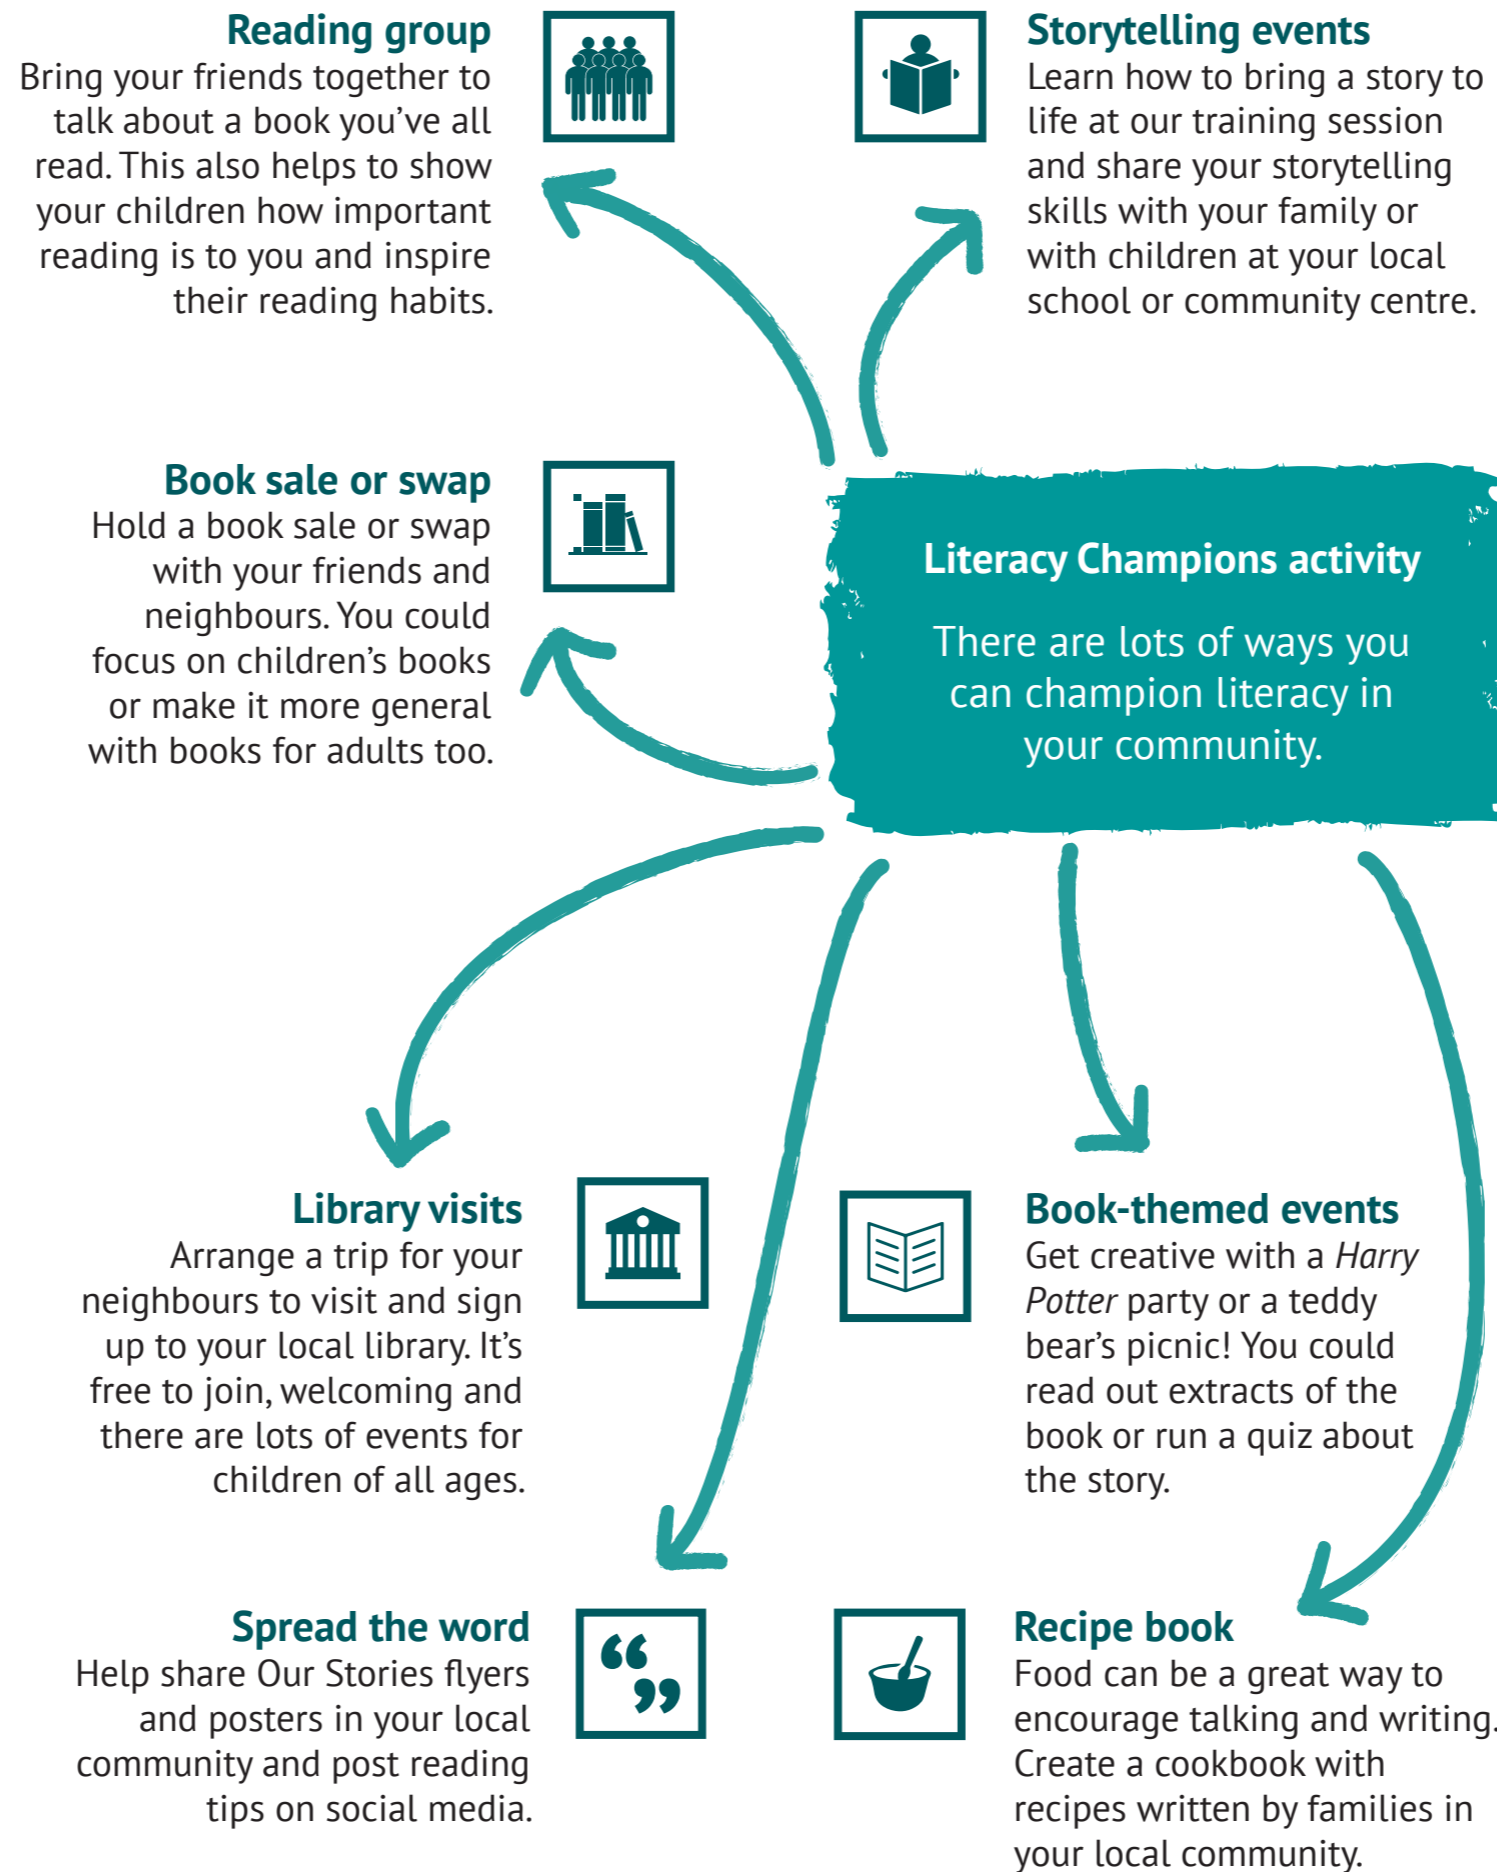 Reading group
Bring your friends together to
talk about a book you’ve all
read. This also helps to show
your children how important
reading is to you and inspire
their reading habits.
Storytelling events
Learn how to bring a story to
life at our training session
and share your storytelling
skills with your family or
with children at your local
school or community centre.
Book sale or swap
Hold a book sale or swap
with your friends and
neighbours. You could
focus on children’s books
or make it more general
with books for adults too.
Literacy Champions activity
There are lots of ways you
can champion literacy in
your community.
Library visits
Arrange a trip for your
neighbours to visit and sign
up to your local library. It’s
free to join, welcoming and
there are lots of events for
children of all ages.
Book-themed events
Get creative with a Harry
Potter party or a teddy
bear’s picnic! You could
read out extracts of the
book or run a quiz about
the story.
Spread the word
Help share Our Stories flyers
and posters in your local
community and post reading
tips on social media.
Recipe book
Food can be a great way to
encourage talking and writing.
Create a cookbook with
recipes written by families in
your local community.